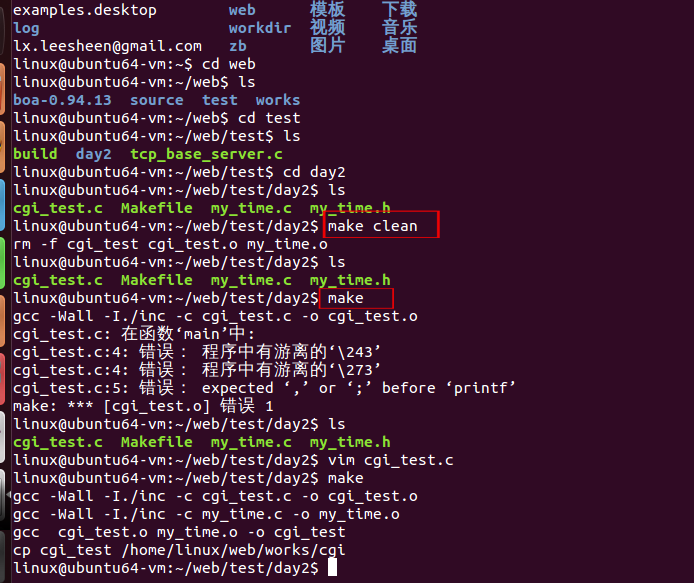 examples.desktop web 模板 下载
log workdir 视频 音乐
lx.leesheen@gmail.com zb 图片 桌面
linux@ubuntu64-vm:~$ cd web
linux@ubuntu64-vm:~/web$ ls
boa-0.94.13 source test works
linux@ubuntu64-vm:~/web$ cd test
linux@ubuntu64-vm:~/web/test$ ls
build day2 tcp_base_server.c
linux@ubuntu64-vm:~/web/test$ cd day2
linux@ubuntu64-vm:~/web/test/day2$ ls
cgi_test.c Makefile my_time.c my_time.h
linux@ubuntu64-vm:~/web/test/day2$ make clean
rm -f cgi_test cgi_test.o my_time.o
linux@ubuntu64-vm:~/web/test/day2$ ls
cgi_test.c Makefile my_time.c my_time.h
linux@ubuntu64-vm:~/web/test/day2$ make
gcc -Wall -I./inc -c cgi_test.c -o cgi_test.o
cgi_test.c: 在函数‘main’中:
cgi_test.c:4: 错误： 程序中有游离的‘\243’
cgi_test.c:4: 错误： 程序中有游离的‘\273’
cgi_test.c:5: 错误： expected ‘,’ or ‘;’ before ‘printf’
make: *** [cgi_test.o] 错误 1
linux@ubuntu64-vm:~/web/test/day2$ ls
cgi_test.c Makefile my_time.c my_time.h
linux@ubuntu64-vm:~/web/test/day2$ vim cgi_test.c
linux@ubuntu64-vm:~/web/test/day2$ make
gcc -Wall -I./inc -c cgi_test.c -o cgi_test.o
gcc -Wall -I./inc -c my_time.c -o my_time.o
gcc  cgi_test.o my_time.o -o cgi_test
cp cgi_test /home/linux/web/works/cgi
linux@ubuntu64-vm:~/web/test/day2$